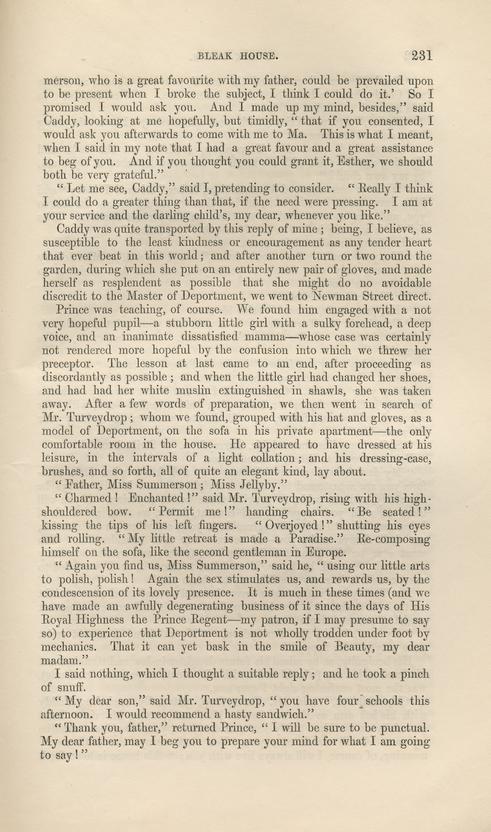 BLEAK HOUSE. 231
merson, who is a great favourite with my father, could be prevailed upon
to be present when I broke the subject, I think I could do it.' So I
promised I would ask you. And I made up my mind, besides,” said
Caddy, looking at me hopefully, but timidly, “ that if you consented, I
would ask you afterwards to come with me to Ma. This is what I meant,
when I said in my note that I had a great favour and a great assistance
to beg of you. And if you thought you could grant it, Esther, we should
both be very grateful.”
“ Let me see, Caddy,” said I, pretending to consider. “ Really I think
I could do a greater thing than that, if the need were pressing. I am at
your service and the darling child's, my dear, whenever you like.”
Caddy was quite transported by this reply of mine ; being, I believe, as
susceptible to the least kindness or encouragement as any tender heart
that ever beat in this world ; and after another turn or two round the
garden, during which she put on an entirely new pair of gloves, and made
herself as resplendent as possible that she might do no avoidable
discredit to the Master of Deportment, we went to Newman Street direct.
Prince was teaching, of course. We found him engaged with a not
very hopeful pupil—a stubborn little girl with a sulky forehead, a deep
voice, and an inanimate dissatisfied mamma—whose case was certainly
not rendered more hopeful by the confusion into which we threw her
preceptor. The lesson at last came to an end, after proceeding as
discordantly as possible ; and when the little girl had changed her shoes,
and had had her white muslin extinguished in shawls, she was taken
away. After a few words of preparation, we then went in search of
Mr. Turveydrop ; whom we found, grouped with his hat and gloves, as a
model of Deportment, on the sofa in his private apartment—the only
comfortable room in the house. He appeared to have dressed at his
leisure, in the intervals of a light collation ; and his dressing-case,
brushes, and so forth, all of quite an elegant kind, lay about.
“ Father, Miss Summerson ; Miss Jellyby.”
“ Charmed ! Enchanted !” said Mr. Turveydrop, rising with his high-
shouldered bow. “ Permit me !” handing chairs. “ Be seated !”
kissing the tips of his left fingers. “ Overjoyed !” shutting his eyes
and rolling. “ My little retreat is made a Paradise.” Re-composing
himself on the sofa, like the second gentleman in Europe.
“ Again you find us, Miss Summerson,” said he, “ using our little arts
to polish, polish ! Again the sex stimulates us, and rewards us, by the
condescension of its lovely presence. It is much in these times (and we
have made an awfully degenerating business of it since the days of His
Royal Highness the Prince Regent—my patron, if I may presume to say
so) to experience that Deportment is not wholly trodden under foot by
mechanics. That it can yet bask in the smile of Beauty, my dear
madam.”
I said nothing, which I thought a suitable reply ; and he took a pinch
of snuff.
“ My dear son,” said Mr. Turveydrop, “ you have four schools this
afternoon. I would recommend a hasty sandwich.”
“ Thank you, father,” returned Prince, “ I will be sure to be punctual.
My dear father, may I beg you to prepare your mind for what I am going
to say ! ”